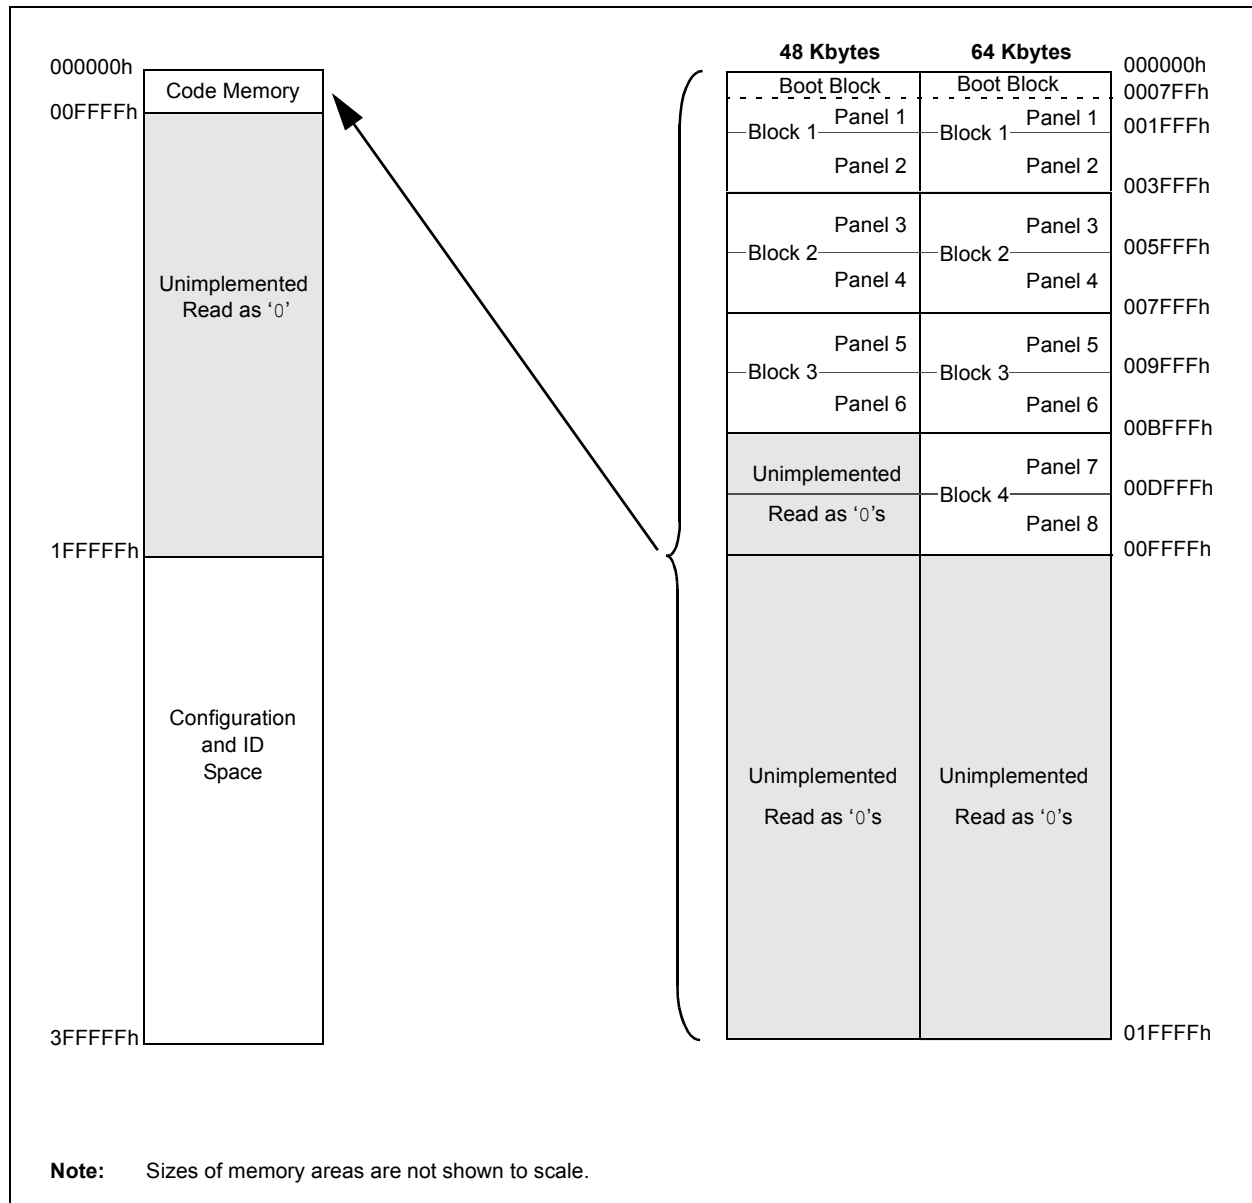 000000h
Code Memory
00FFFFh
Unimplemented
Read as ‘0’
1FFFFFh
Configuration
and ID
Space
3FFFFFh
48 Kbytes 64 Kbytes
000000h
Boot Block Boot Block
0007FFh
Panel 1 Panel 1
Block 1 Block 1 001FFFh
Panel 2 Panel 2
003FFFh
Panel 3 Panel 3
Block 2 Block 2 005FFFh
Panel 4 Panel 4
007FFFh
Panel 5 Panel 5
Block 3 Block 3 009FFFh
Panel 6 Panel 6
00BFFFh
Unimplemented Panel 7
Block 4 00DFFFh
Read as ‘0’s Panel 8
00FFFFh
Unimplemented Unimplemented
Read as ‘0’s Read as ‘0’s
01FFFFh
Note: Sizes of memory areas are not shown to scale.